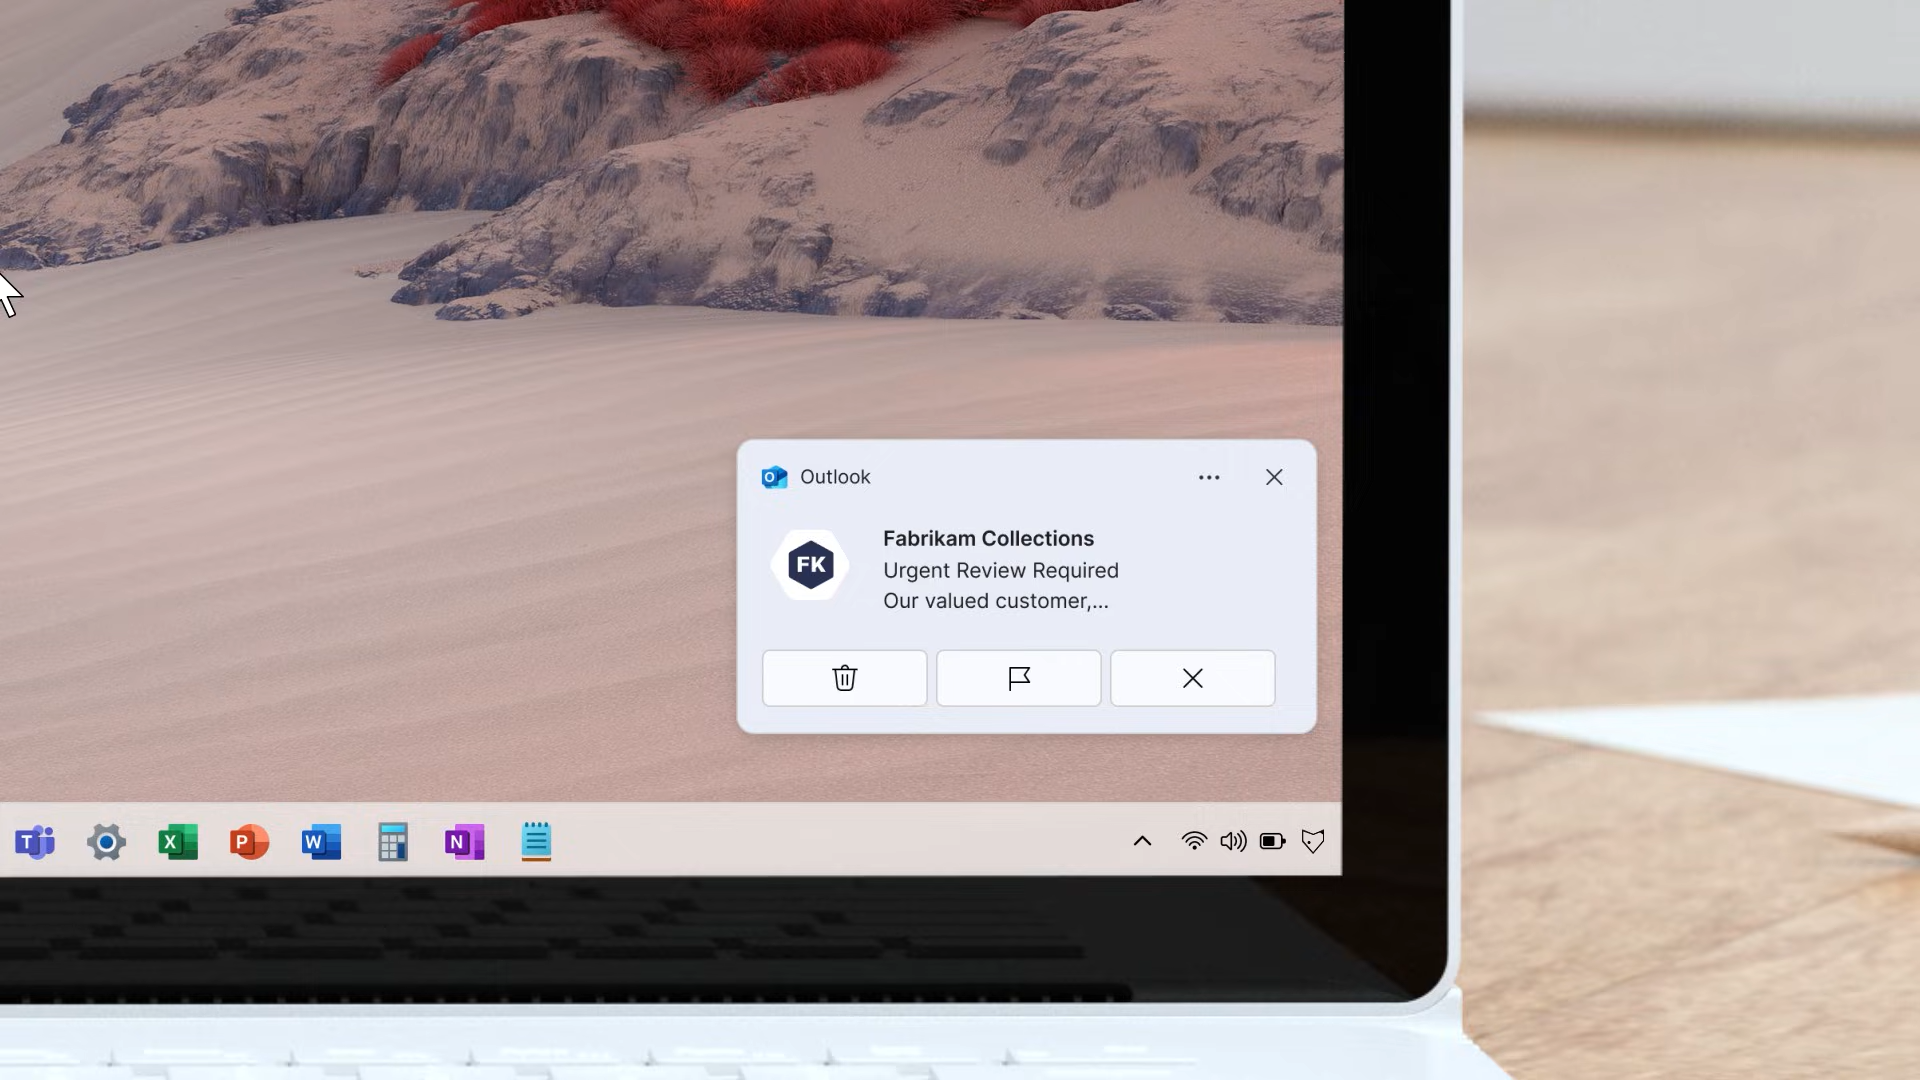 Outlook
FK
Fabrikam Collections
Urgent Review Required
Our valued customer,...
T
X
P
W
N